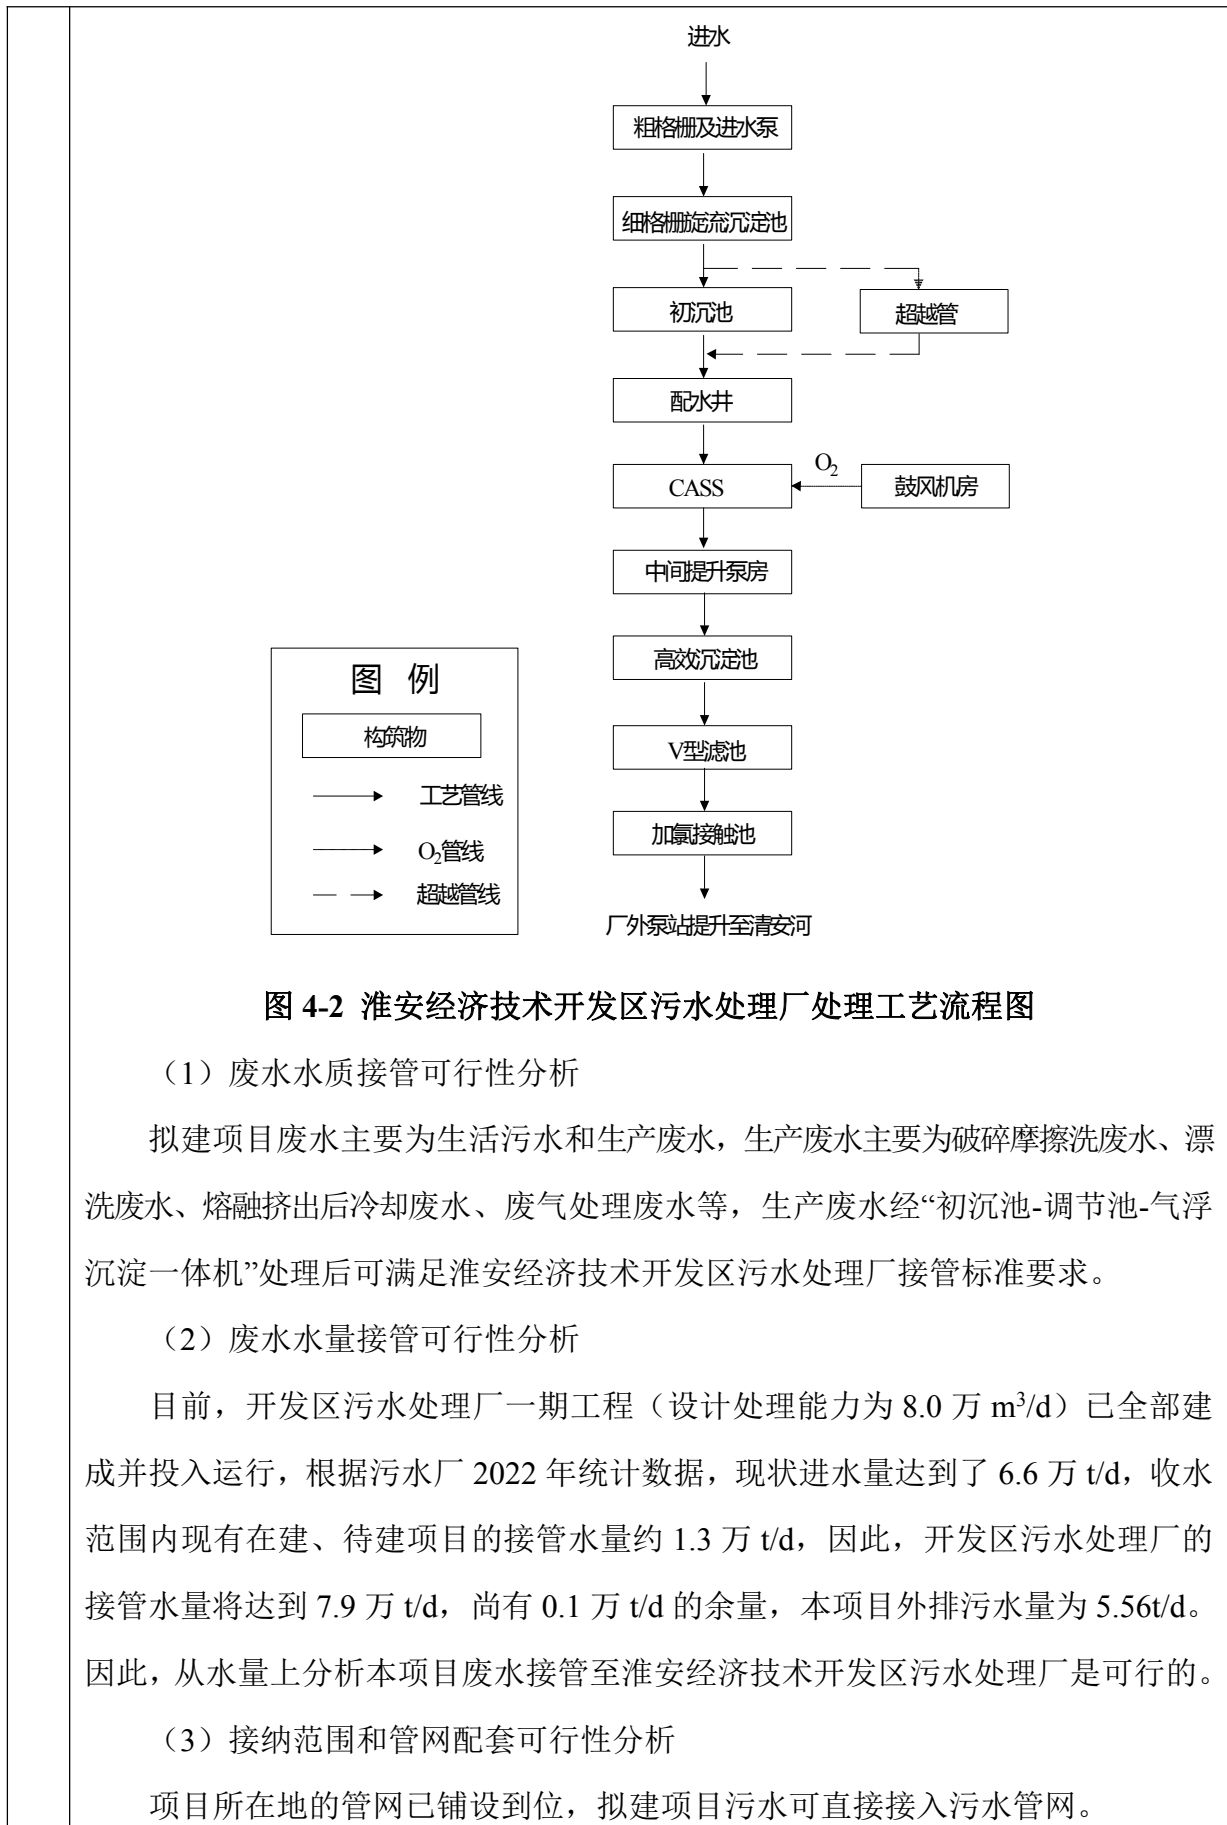 进水
粗格栅及进水泵
细格栅旋流沉淀池
初沉池
超越管
配水井
CASS
O₂
鼓风机房
中间提升泵房
高效沉淀池
V型滤池
加氯接触池
厂外泵站提升至清安河
图 例
构筑物
工艺管线
O₂管线
超越管线
图 4-2 淮安经济技术开发区污水处理厂处理工艺流程图
（1）废水水质接管可行性分析
拟建项目废水主要为生活污水和生产废水，生产废水主要为破碎摩擦洗废水、漂
洗废水、熔融挤出后冷却废水、废气处理废水等，生产废水经“初沉池-调节池-气浮
沉淀一体机”处理后可满足淮安经济技术开发区污水处理厂接管标准要求。
（2）废水水量接管可行性分析
目前，开发区污水处理厂一期工程（设计处理能力为 8.0 万 m³/d）已全部建
成并投入运行，根据污水厂 2022 年统计数据，现状进水量达到了 6.6 万 t/d，收水
范围内现有在建、待建项目的接管水量约 1.3 万 t/d，因此，开发区污水处理厂的
接管水量将达到 7.9 万 t/d，尚有 0.1 万 t/d 的余量，本项目外排污水量为 5.56t/d。
因此，从水量上分析本项目废水接管至淮安经济技术开发区污水处理厂是可行的。
（3）接纳范围和管网配套可行性分析
项目所在地的管网已铺设到位，拟建项目污水可直接接入污水管网。